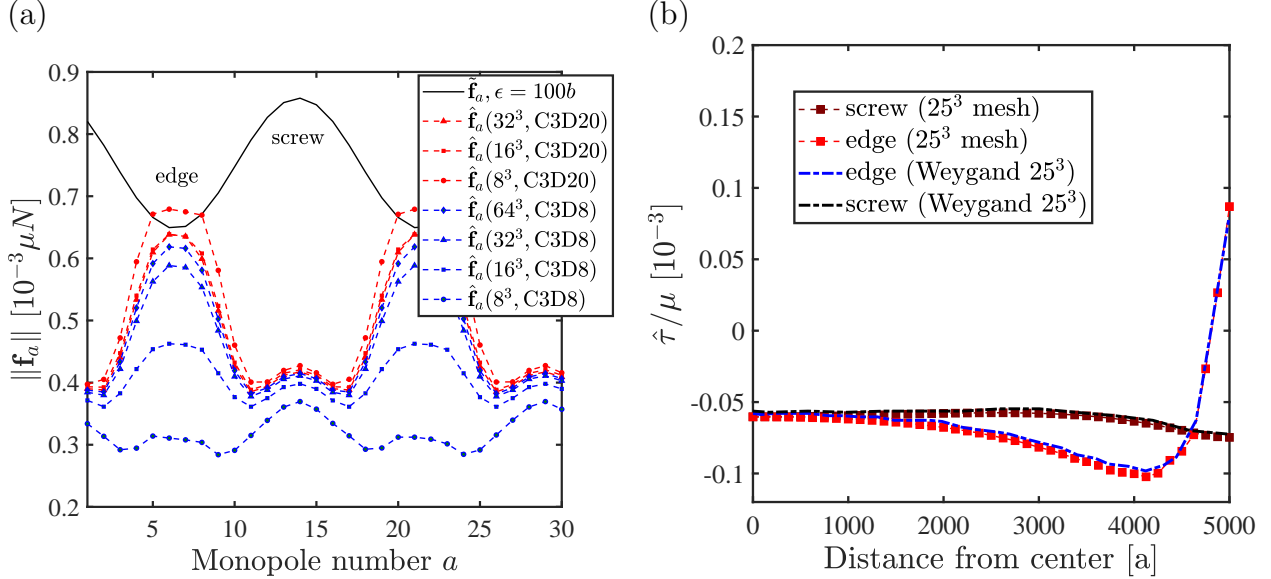 (a)
(b)
0.9
0.8
0.7
0.6
0.5
0.4
0.3
0.2
5
10
15
20
25
30
‖f_a‖ [10⁻³μN]
Monopole number a
edge
screw
f̃_a, ϵ = 100b
f̂_a(32³, C3D20)
f̂_a(16³, C3D20)
f̂_a(8³, C3D20)
f̂_a(64³, C3D8)
f̂_a(32³, C3D8)
f̂_a(16³, C3D8)
f̂_a(8³, C3D8)
0.2
0.15
0.1
0.05
0
-0.05
-0.1
0
1000
2000
3000
4000
5000
τ̂/μ [10⁻³]
Distance from center [a]
screw (25³ mesh)
edge (25³ mesh)
edge (Weygand 25³)
screw (Weygand 25³)